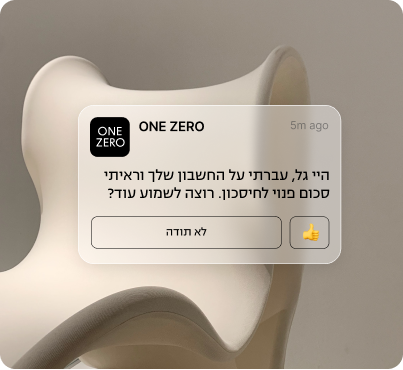 ONE
ZERO
ONE ZERO
5m ago
היי גל, עברתי על החשבון שלך וראיתי
סכום פנוי לחיסכון. רוצה לשמוע עוד?
לא תודה
👍